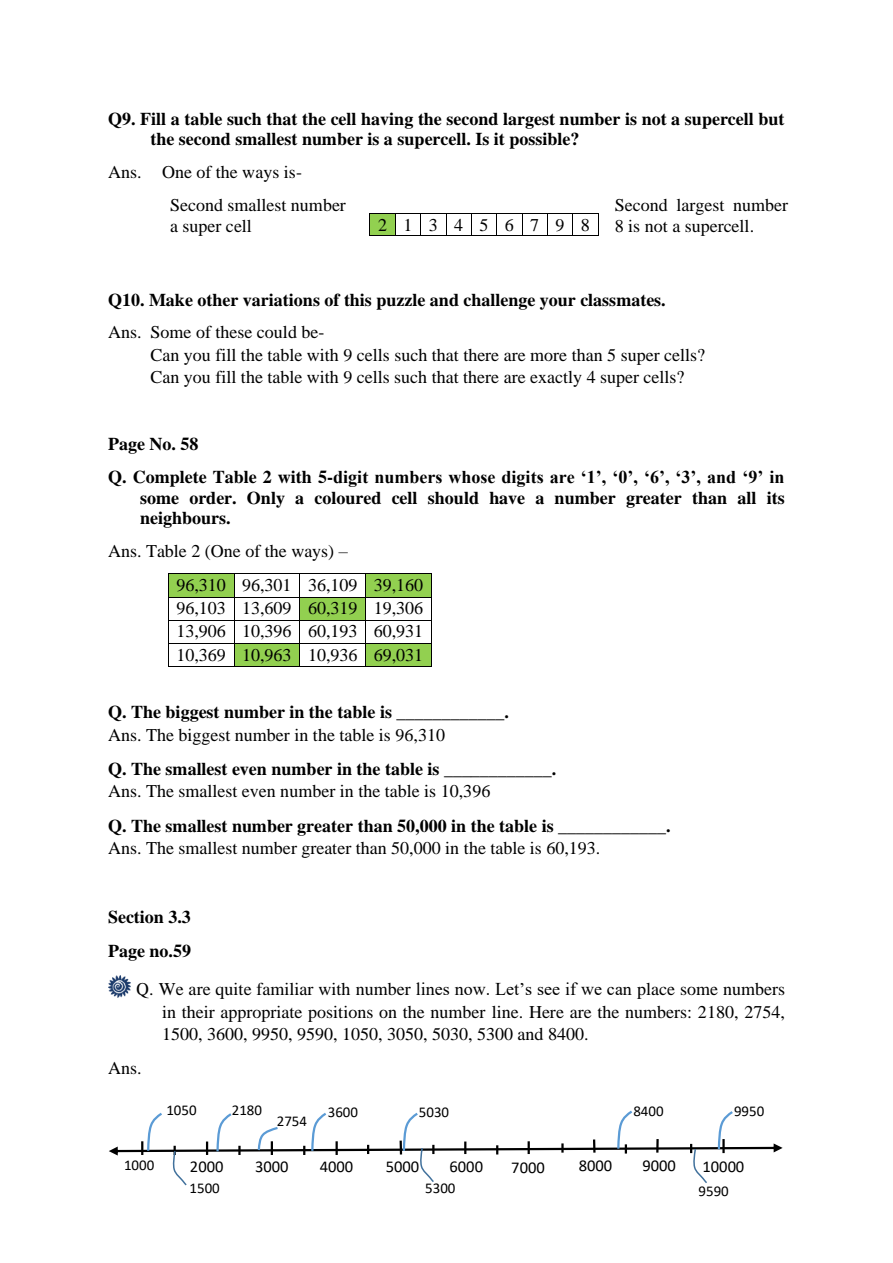 Q9. Fill a table such that the cell having the second largest number is not a supercell but
the second smallest number is a supercell. Is it possible?
Ans. One of the ways is-
Second smallest number
a super cell
2 1 3 4 5 6 7 9 8
Second largest number
8 is not a supercell.
Q10. Make other variations of this puzzle and challenge your classmates.
Ans. Some of these could be-
Can you fill the table with 9 cells such that there are more than 5 super cells?
Can you fill the table with 9 cells such that there are exactly 4 super cells?
Page No. 58
Q. Complete Table 2 with 5-digit numbers whose digits are ‘1’, ‘0’, ‘6’, ‘3’, and ‘9’ in
some order. Only a coloured cell should have a number greater than all its
neighbours.
Ans. Table 2 (One of the ways) –
96,310 96,301 36,109 39,160
96,103 13,609 60,319 19,306
13,906 10,396 60,193 60,931
10,369 10,963 10,936 69,031
Q. The biggest number in the table is ____________.
Ans. The biggest number in the table is 96,310
Q. The smallest even number in the table is ____________.
Ans. The smallest even number in the table is 10,396
Q. The smallest number greater than 50,000 in the table is ____________.
Ans. The smallest number greater than 50,000 in the table is 60,193.
Section 3.3
Page no.59
Q. We are quite familiar with number lines now. Let’s see if we can place some numbers
in their appropriate positions on the number line. Here are the numbers: 2180, 2754,
1500, 3600, 9950, 9590, 1050, 3050, 5030, 5300 and 8400.
Ans.
1050 2180 2754 3600 5030 8400 9950
1000 2000 3000 4000 5000 6000 7000 8000 9000 10000
1500 5300 9590